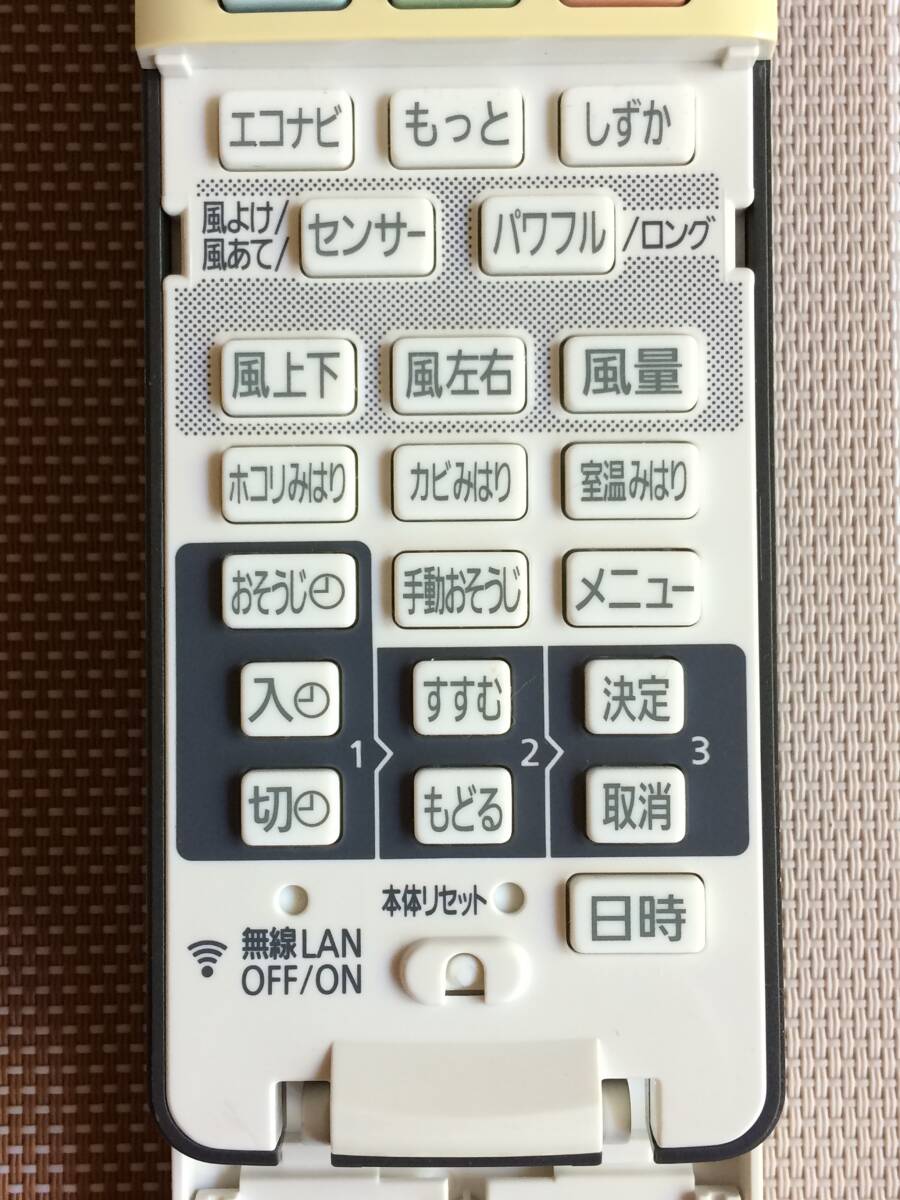 エコナビ もっと しずか
風よけ/ センサー パワフル /ロング
風あて/
風上下 風左右 風量
ホコリみはり カビみはり 室温みはり
おそうじ 手動おそうじ メニュー
入 すすむ 決定
1 2 3
切 もどる 取消
本体リセット 日時
無線LAN
OFF/ON